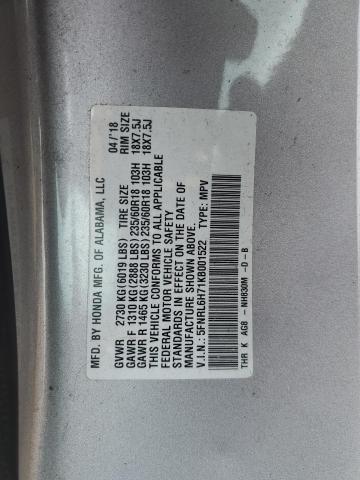 MFD. BY HONDA MFG. OF ALABAMA, LLC 04/'18
GVWR 2730 KG(6019 LBS) TIRE SIZE RIM SIZE
GAWR F 1310 KG(2888 LBS)235/60R18 103H 18X7.5J
GAWR R 1465 KG(3230 LBS)235/60R18 103H 18X7.5J
THIS VEHICLE CONFORMS TO ALL APPLICABLE
FEDERAL MOTOR VEHICLE SAFETY
STANDARDS IN EFFECT ON THE DATE OF
MANUFACTURE SHOWN ABOVE.
V.I.N.: 5FNRL6H71KB001522 TYPE: MPV
THR K AG8 -NH830M -D-B